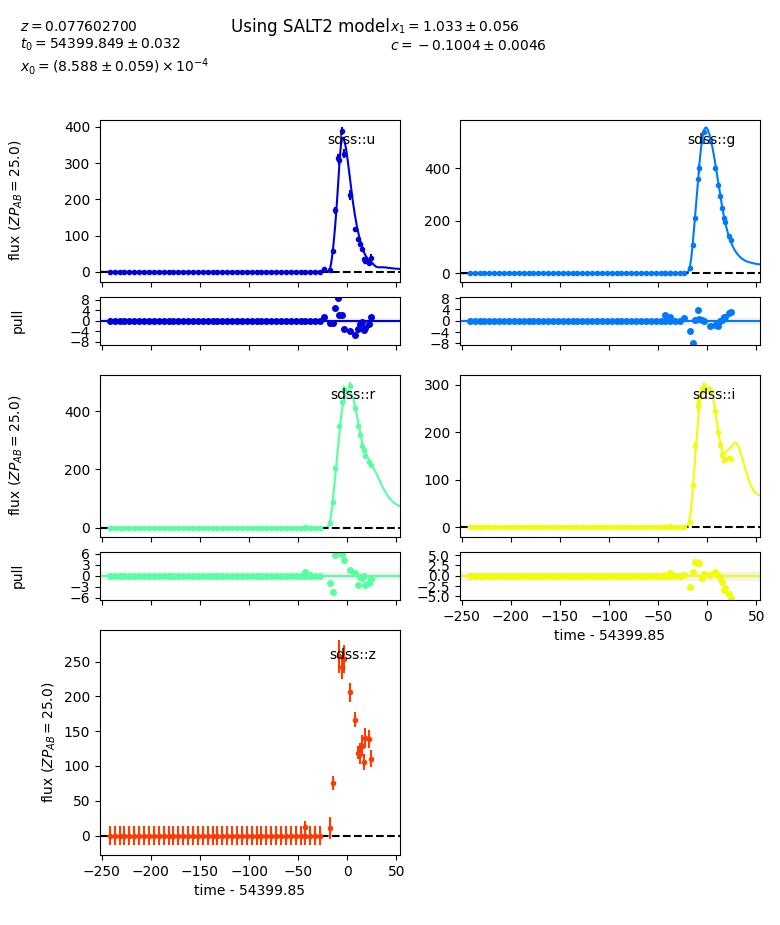 z = 0.077602700
Using SALT2 model
x₁ = 1.033 ± 0.056
t₀ = 54399.849 ± 0.032
c = −0.1004 ± 0.0046
x₀ = (8.588 ± 0.059) × 10⁻⁴
flux (ZP_AB = 25.0)
400
300
200
100
0
sdss::u
400
200
0
sdss::g
pull
8
4
0
−4
−8
8
4
0
−4
−8
flux (ZP_AB = 25.0)
400
200
0
sdss::r
300
200
100
0
sdss::i
pull
6
3
0
−3
−6
5.0
2.5
0.0
−2.5
−5.0
−250 −200 −150 −100 −50 0 50
time - 54399.85
flux (ZP_AB = 25.0)
250
200
150
100
50
0
sdss::z
−250 −200 −150 −100 −50 0 50
time - 54399.85